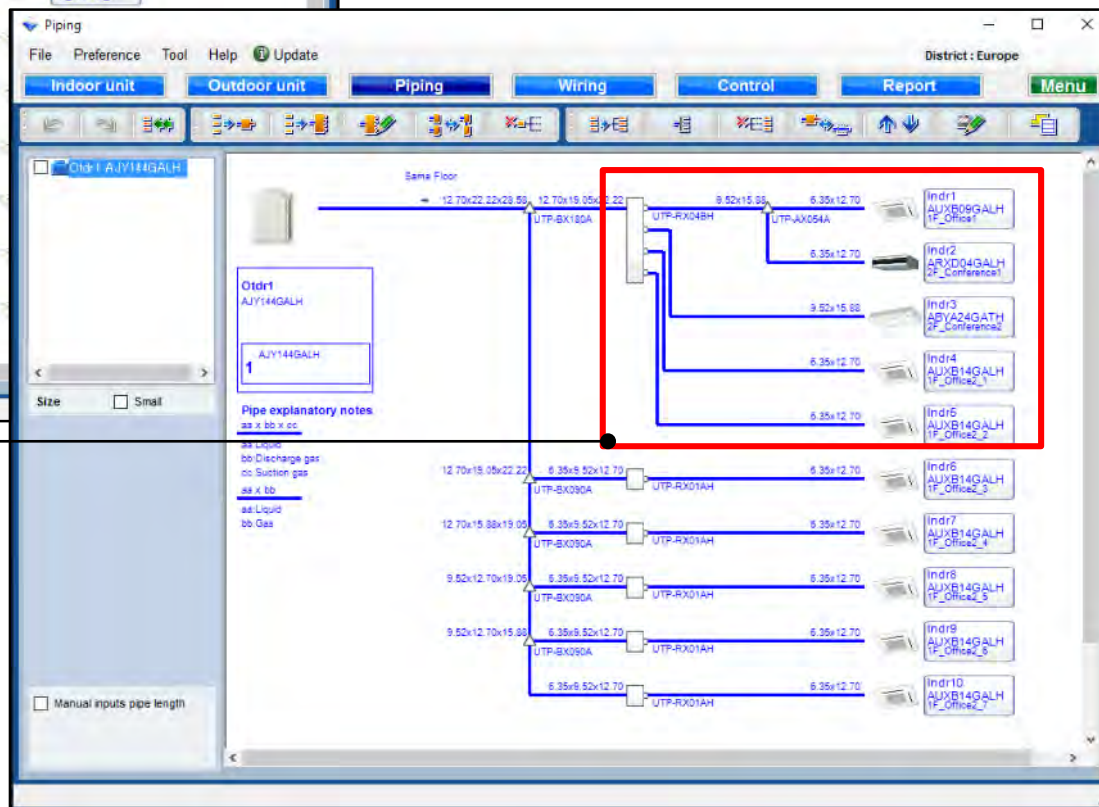 Piping
File Preference Tool Help Update
District : Europe
Indoor unit Outdoor unit Piping Wiring Control Report Menu
Otdr1 AJY144GALH
Size Small
Manual inputs pipe length
Same Floor
12.70x22.22x28.58 12.70x19.05x22.22
UTP-BX180A
UTP-RX04BH
9.52x15.88 6.35x12.70
UTP-AX054A
Indr1
AUXB09GALH
1F_Office1
6.35x12.70
Indr2
ARXD04GALH
2F_Conference1
9.52x15.88
Indr3
ABYA24GATH
2F_Conference2
6.35x12.70
Indr4
AUXB14GALH
1F_Office2_1
6.35x12.70
Indr5
AUXB14GALH
1F_Office2_2
Otdr1
AJY144GALH
AJY144GALH
1
Pipe explanatory notes
aa x bb x cc
aa:Liquid
bb:Discharge gas
cc:Suction gas
aa x bb
aa:Liquid
bb:Gas
12.70x19.05x22.22 6.35x9.52x12.70 6.35x12.70
UTP-BX090A UTP-RX01AH
Indr6
AUXB14GALH
1F_Office2_3
12.70x15.88x19.05 6.35x9.52x12.70 6.35x12.70
UTP-BX090A UTP-RX01AH
Indr7
AUXB14GALH
1F_Office2_4
9.52x12.70x19.05 6.35x9.52x12.70 6.35x12.70
UTP-BX090A UTP-RX01AH
Indr8
AUXB14GALH
1F_Office2_5
9.52x12.70x15.88 6.35x9.52x12.70 6.35x12.70
UTP-BX090A UTP-RX01AH
Indr9
AUXB14GALH
1F_Office2_6
6.35x9.52x12.70 6.35x12.70
UTP-RX01AH
Indr10
AUXB14GALH
1F_Office2_7